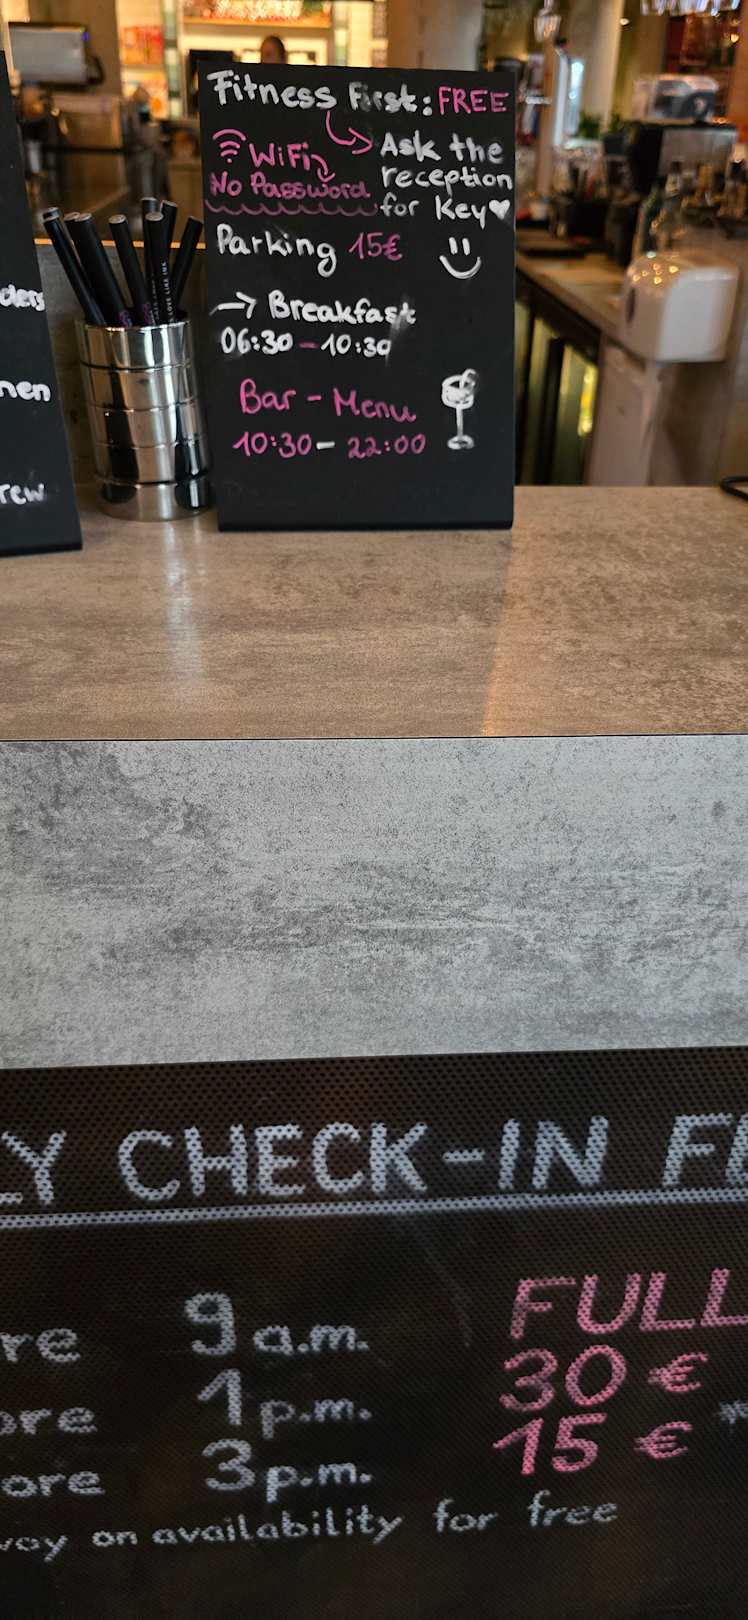 Fitness First: FREE
Ask the
reception
for Key♥
WiFi
No Password
Parking 15€
→ Breakfast
06:30 - 10:30
Bar - Menu
10:30 - 22:00
CHECK-IN
9 a.m. FULL
1 p.m. 30 €
3 p.m. 15 €
on availability for free